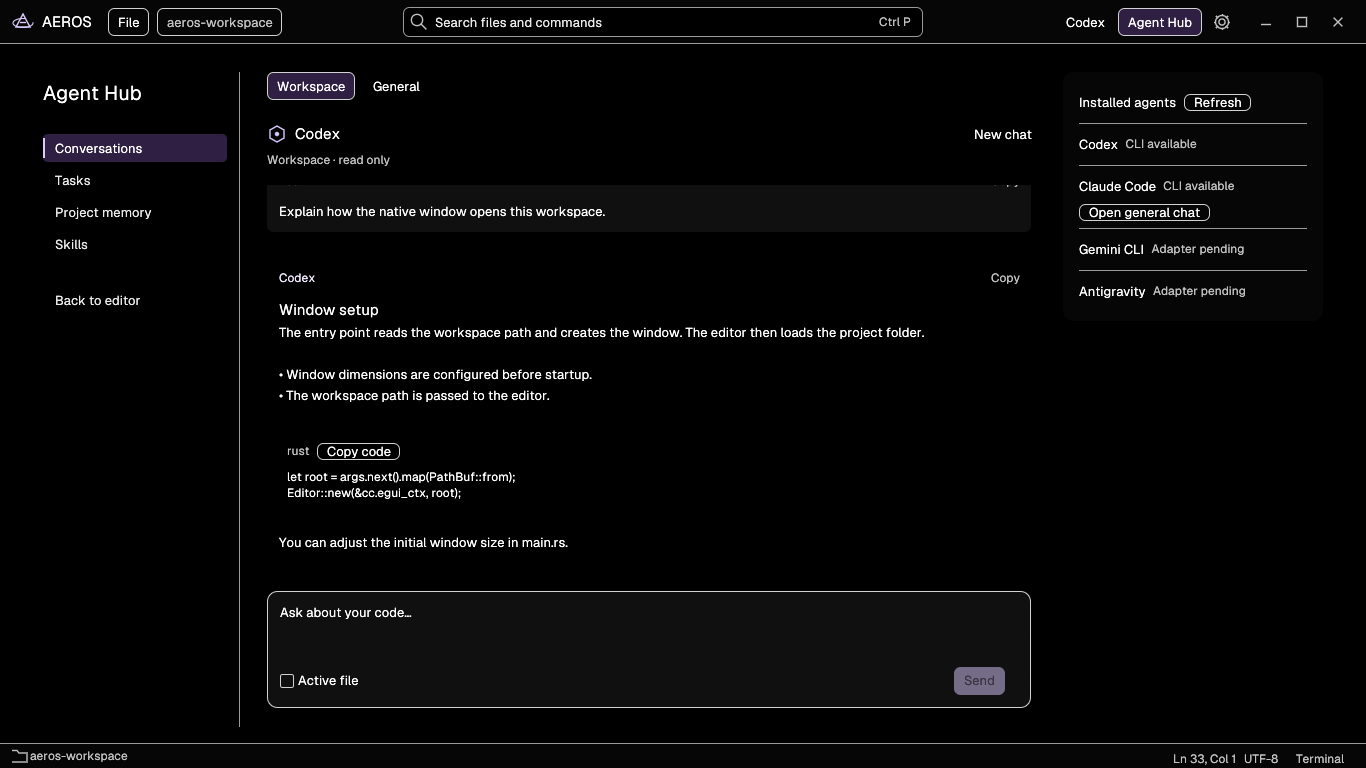 AEROS File aeros-workspace Search files and commands Ctrl P Codex Agent Hub
Agent Hub
Conversations
Tasks
Project memory
Skills
Back to editor
Workspace General
Codex New chat
Workspace · read only
Explain how the native window opens this workspace.
Codex Copy
Window setup
The entry point reads the workspace path and creates the window. The editor then loads the project folder.
• Window dimensions are configured before startup.
• The workspace path is passed to the editor.
rust Copy code
let root = args.next().map(PathBuf::from);
Editor::new(&cc.egui_ctx, root);
You can adjust the initial window size in main.rs.
Ask about your code...
Active file Send
Installed agents Refresh
Codex CLI available
Claude Code CLI available
Open general chat
Gemini CLI Adapter pending
Antigravity Adapter pending
aeros-workspace Ln 33, Col 1 UTF-8 Terminal